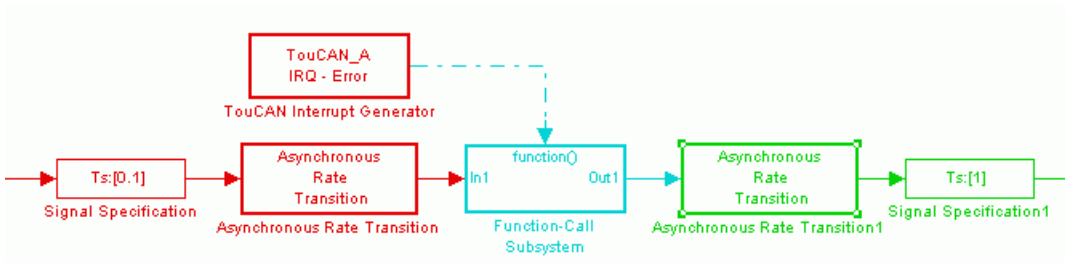 TouCAN_A
IRQ - Error
TouCAN Interrupt Generator
Ts:[0.1]
Signal Specification
Asynchronous
Rate
Transition
Asynchronous Rate Transition
function()
In1
Out1
Function-Call
Subsystem
Asynchronous
Rate
Transition
Asynchronous Rate Transition1
Ts:[1]
Signal Specification1